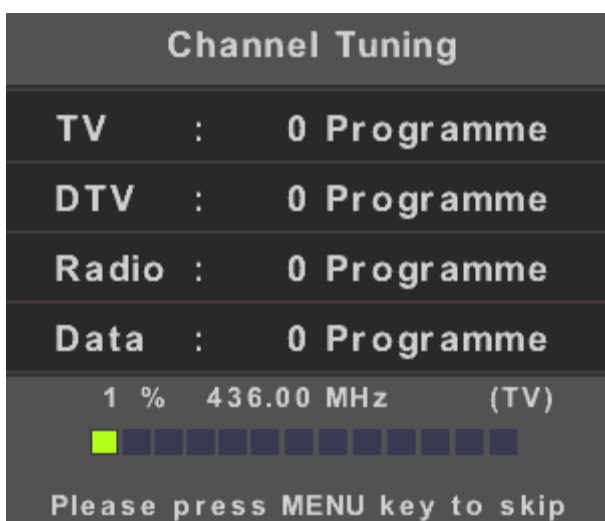 Channel Tuning
TV : 0 Programme
DTV : 0 Programme
Radio : 0 Programme
Data : 0 Programme
1 % 436.00 MHz (TV)
Please press MENU key to skip